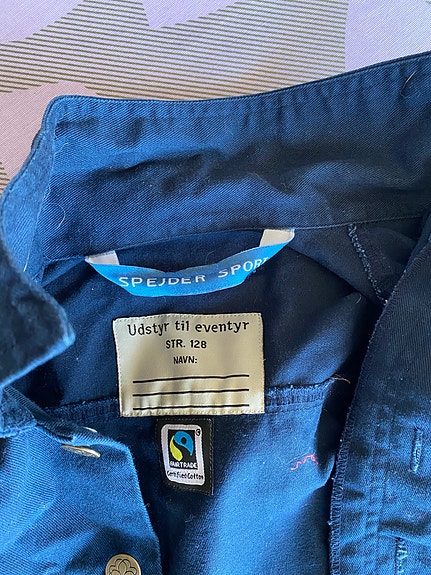 SPEJDER SPORT
Udstyr til eventyr
STR. 128
NAVN:
®
FAIRTRADE
Certified Cotton